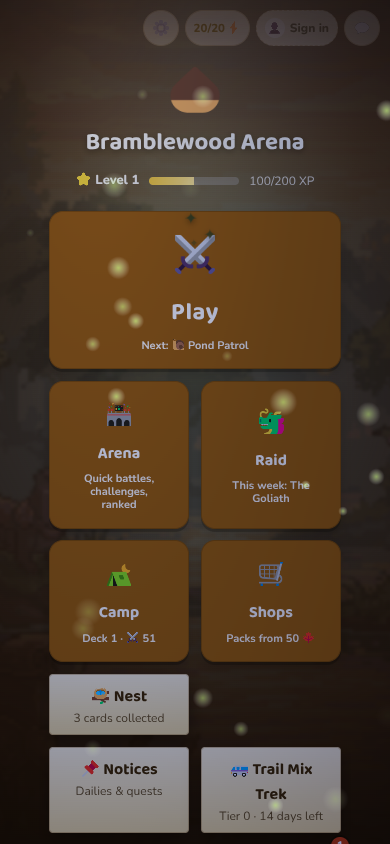 20/20
Sign in
Bramblewood Arena
Level 1
100/200 XP
Play
Next: Pond Patrol
Arena
Quick battles,
challenges,
ranked
Raid
This week: The
Goliath
Camp
Deck 1 · 51
Shops
Packs from 50
Nest
3 cards collected
Notices
Dailies & quests
Trail Mix
Trek
Tier 0 · 14 days left